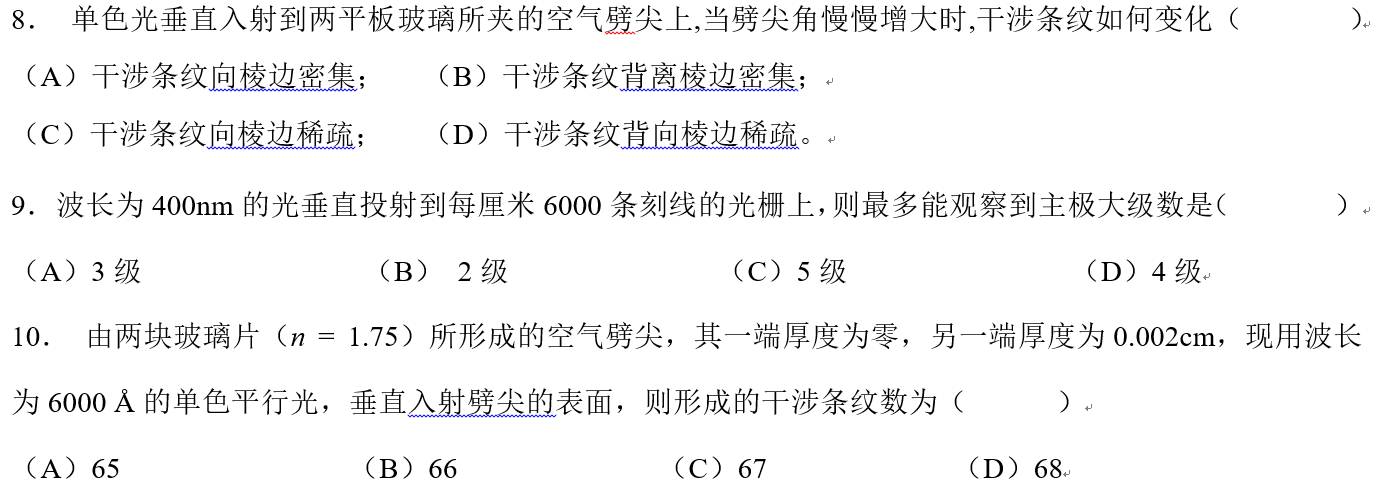 8． 单色光垂直入射到两平板玻璃所夹的空气劈尖上,当劈尖角慢慢增大时,干涉条纹如何变化（ ）
（A）干涉条纹向棱边密集； （B）干涉条纹背离棱边密集；
（C）干涉条纹向棱边稀疏； （D）干涉条纹背向棱边稀疏。
9．波长为 400nm 的光垂直投射到每厘米 6000 条刻线的光栅上，则最多能观察到主极大级数是（ ）
（A）3 级 （B） 2 级 （C）5 级 （D）4 级
10． 由两块玻璃片（n = 1.75）所形成的空气劈尖，其一端厚度为零，另一端厚度为 0.002cm，现用波长
为 6000 Å 的单色平行光，垂直入射劈尖的表面，则形成的干涉条纹数为（ ）
（A）65 （B）66 （C）67 （D）68